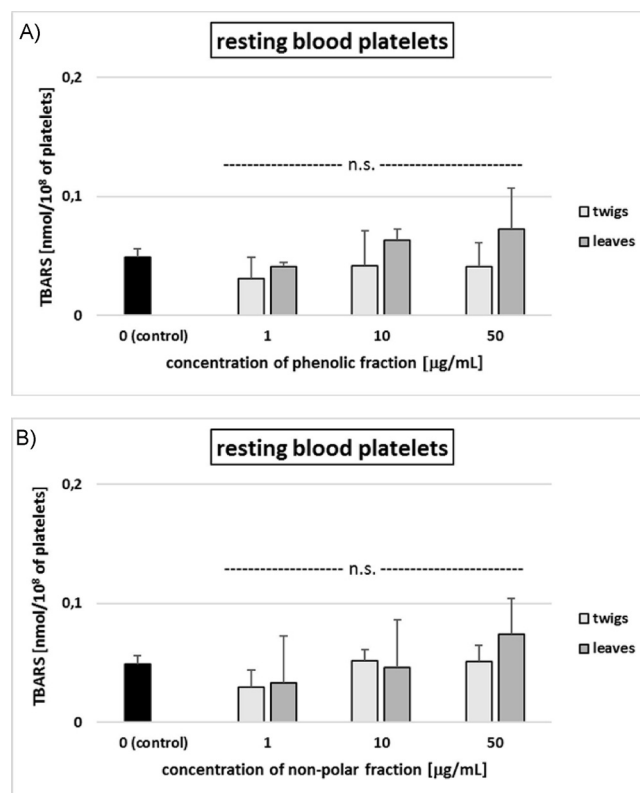 A)
resting blood platelets
TBARS [nmol/10⁸ of platelets]
0,2
0,1
0
n.s.
twigs
leaves
0 (control) 1 10 50
concentration of phenolic fraction [µg/mL]
B)
resting blood platelets
TBARS [nmol/10⁸ of platelets]
0,2
0,1
0
n.s.
twigs
leaves
0 (control) 1 10 50
concentration of non-polar fraction [µg/mL]